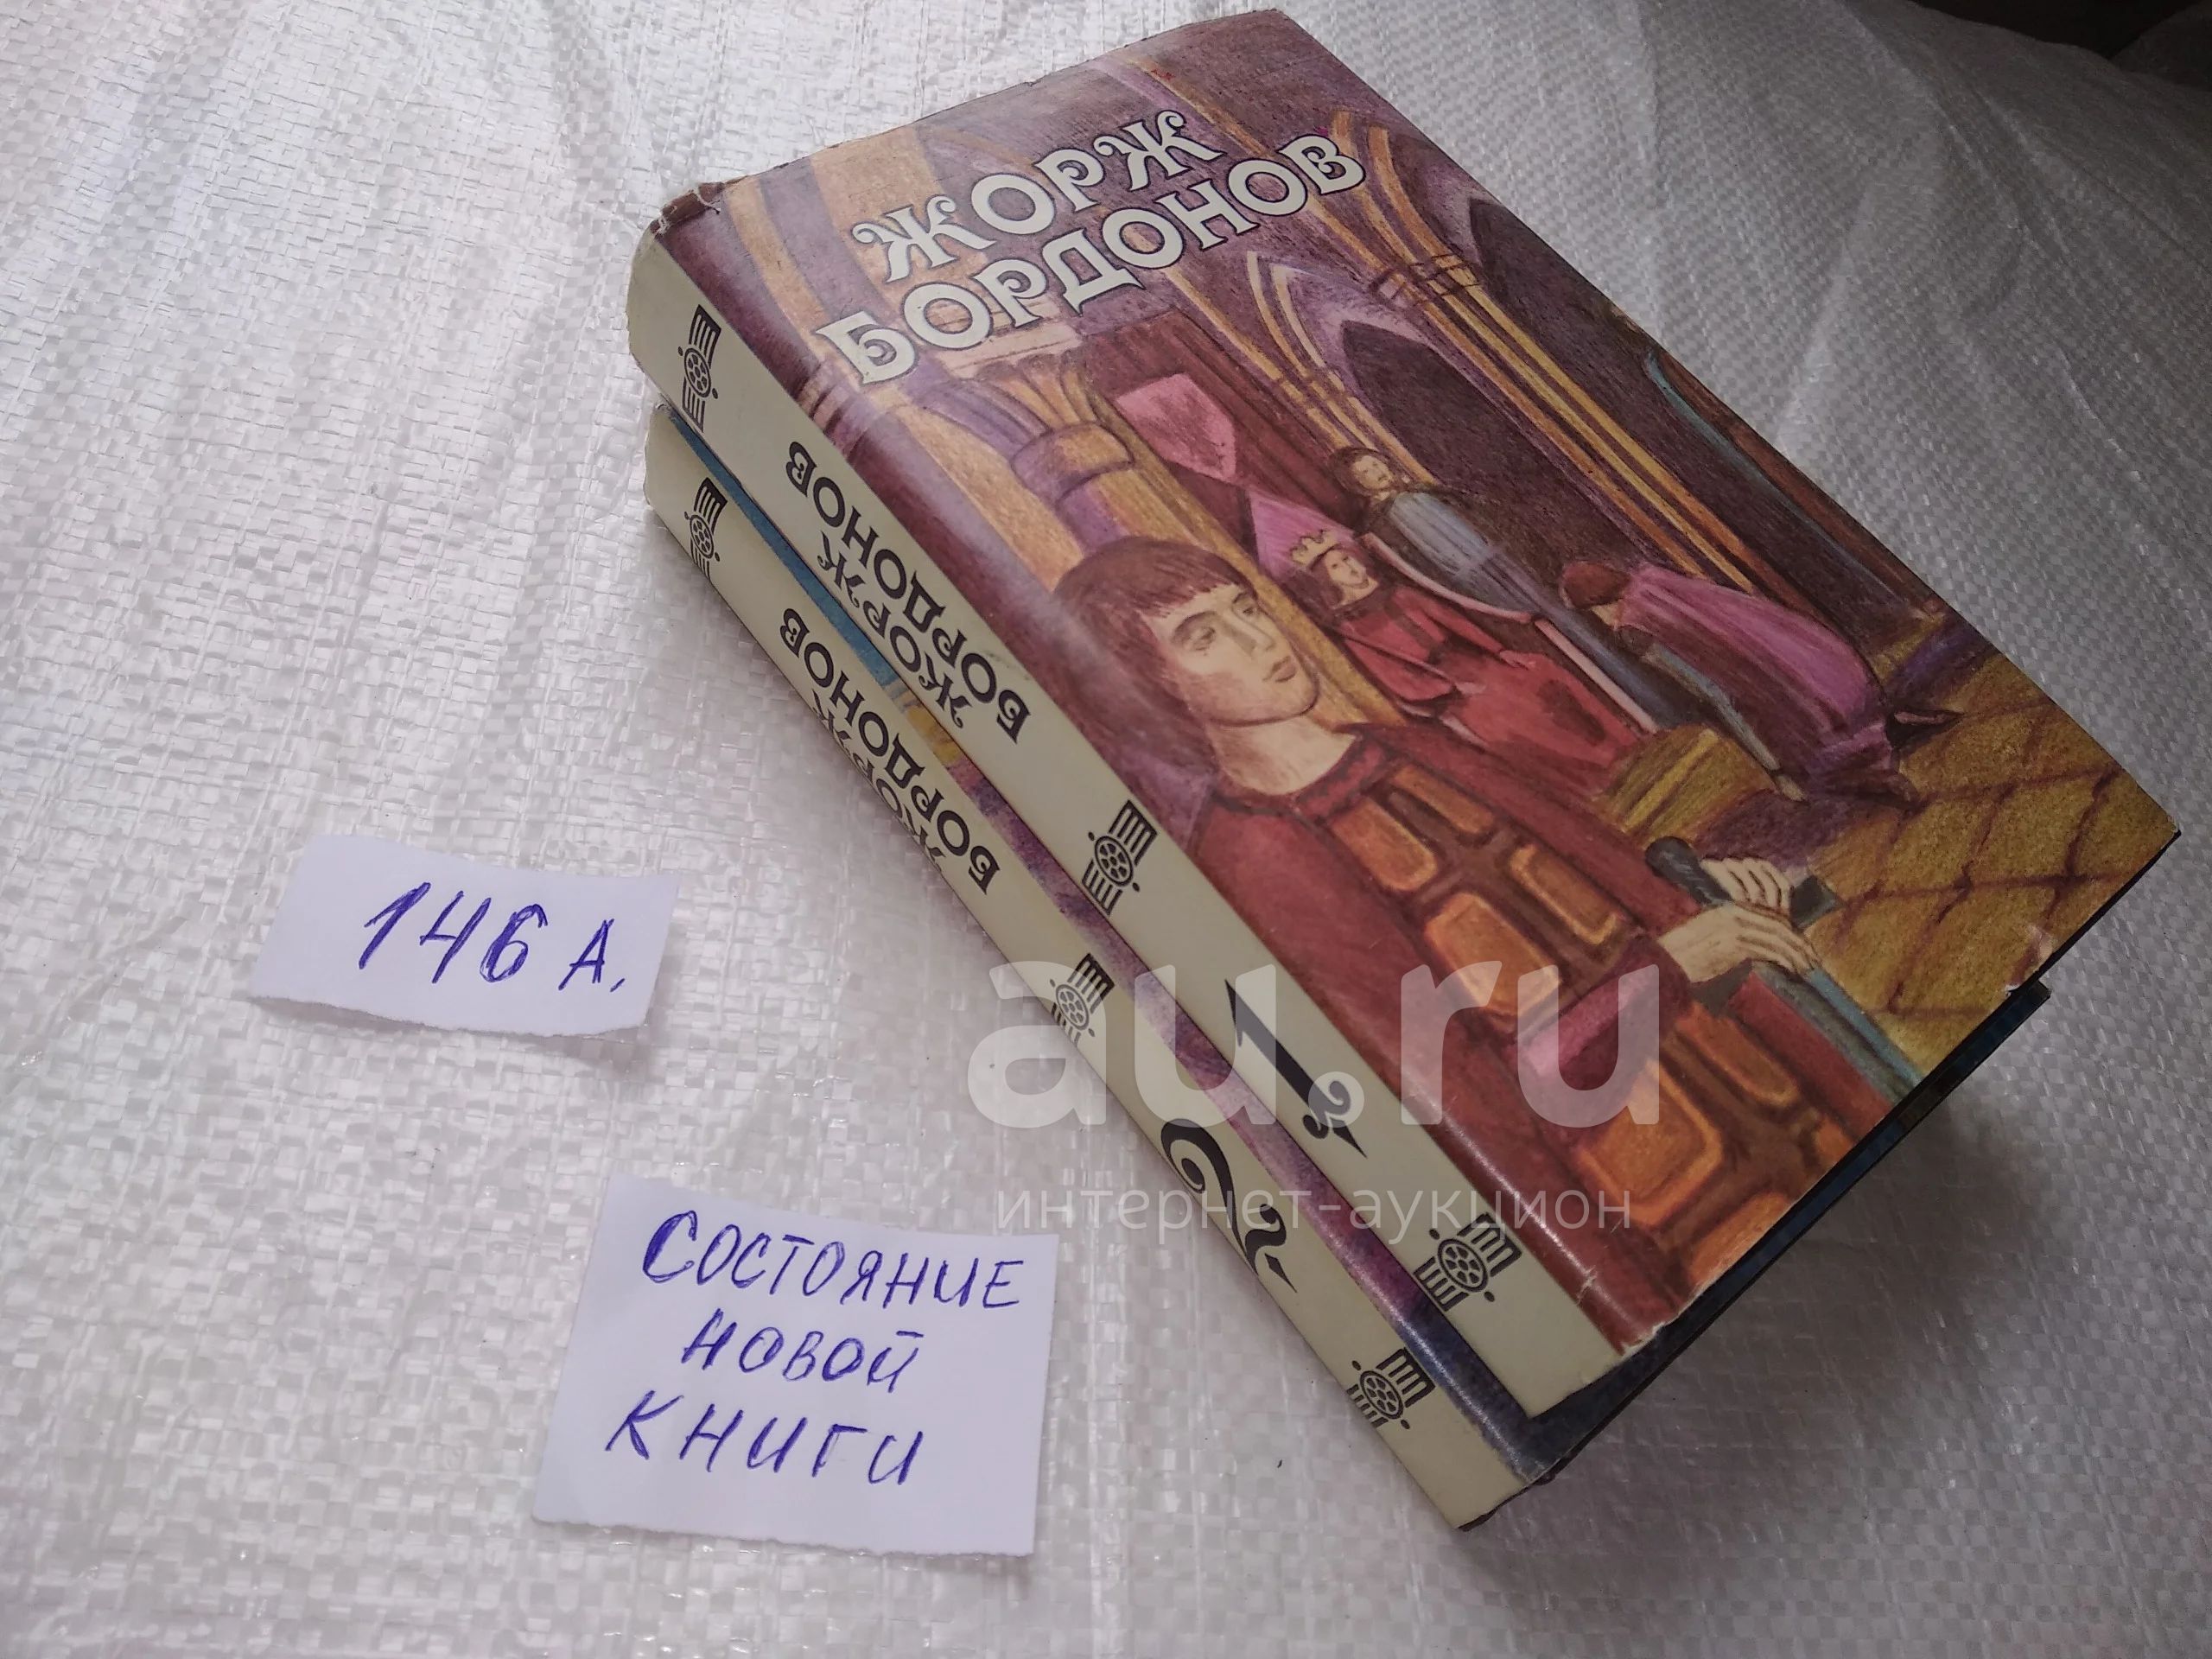 ЖОРЖ
БОРДОНОВ
ЖОРЖ
БОРДОНОВ
1
ЖОРЖ
БОРДОНОВ
2
146 А.
СОСТОЯНИЕ
НОВОЙ
КНИГИ
au.ru
интернет-аукцион